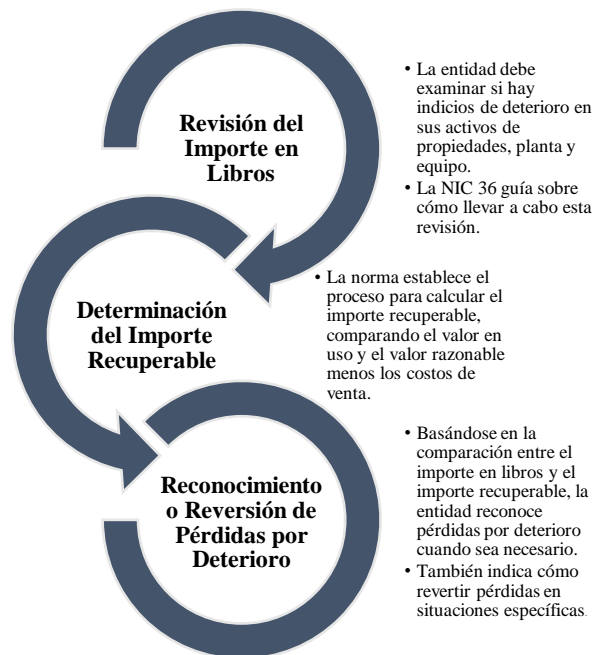 Revisión del
Importe en
Libros
• La entidad debe
examinar si hay
indicios de deterioro en
sus activos de
propiedades, planta y
equipo.
• La NIC 36 guía sobre
cómo llevar a cabo esta
revisión.
Determinación
del Importe
Recuperable
• La norma establece el
proceso para calcular el
importe recuperable,
comparando el valor en
uso y el valor razonable
menos los costos de
venta.
Reconocimiento
o Reversión de
Pérdidas por
Deterioro
• Basándose en la
comparación entre el
importe en libros y el
importe recuperable, la
entidad reconoce
pérdidas por deterioro
cuando sea necesario.
• También indica cómo
revertir pérdidas en
situaciones específicas.